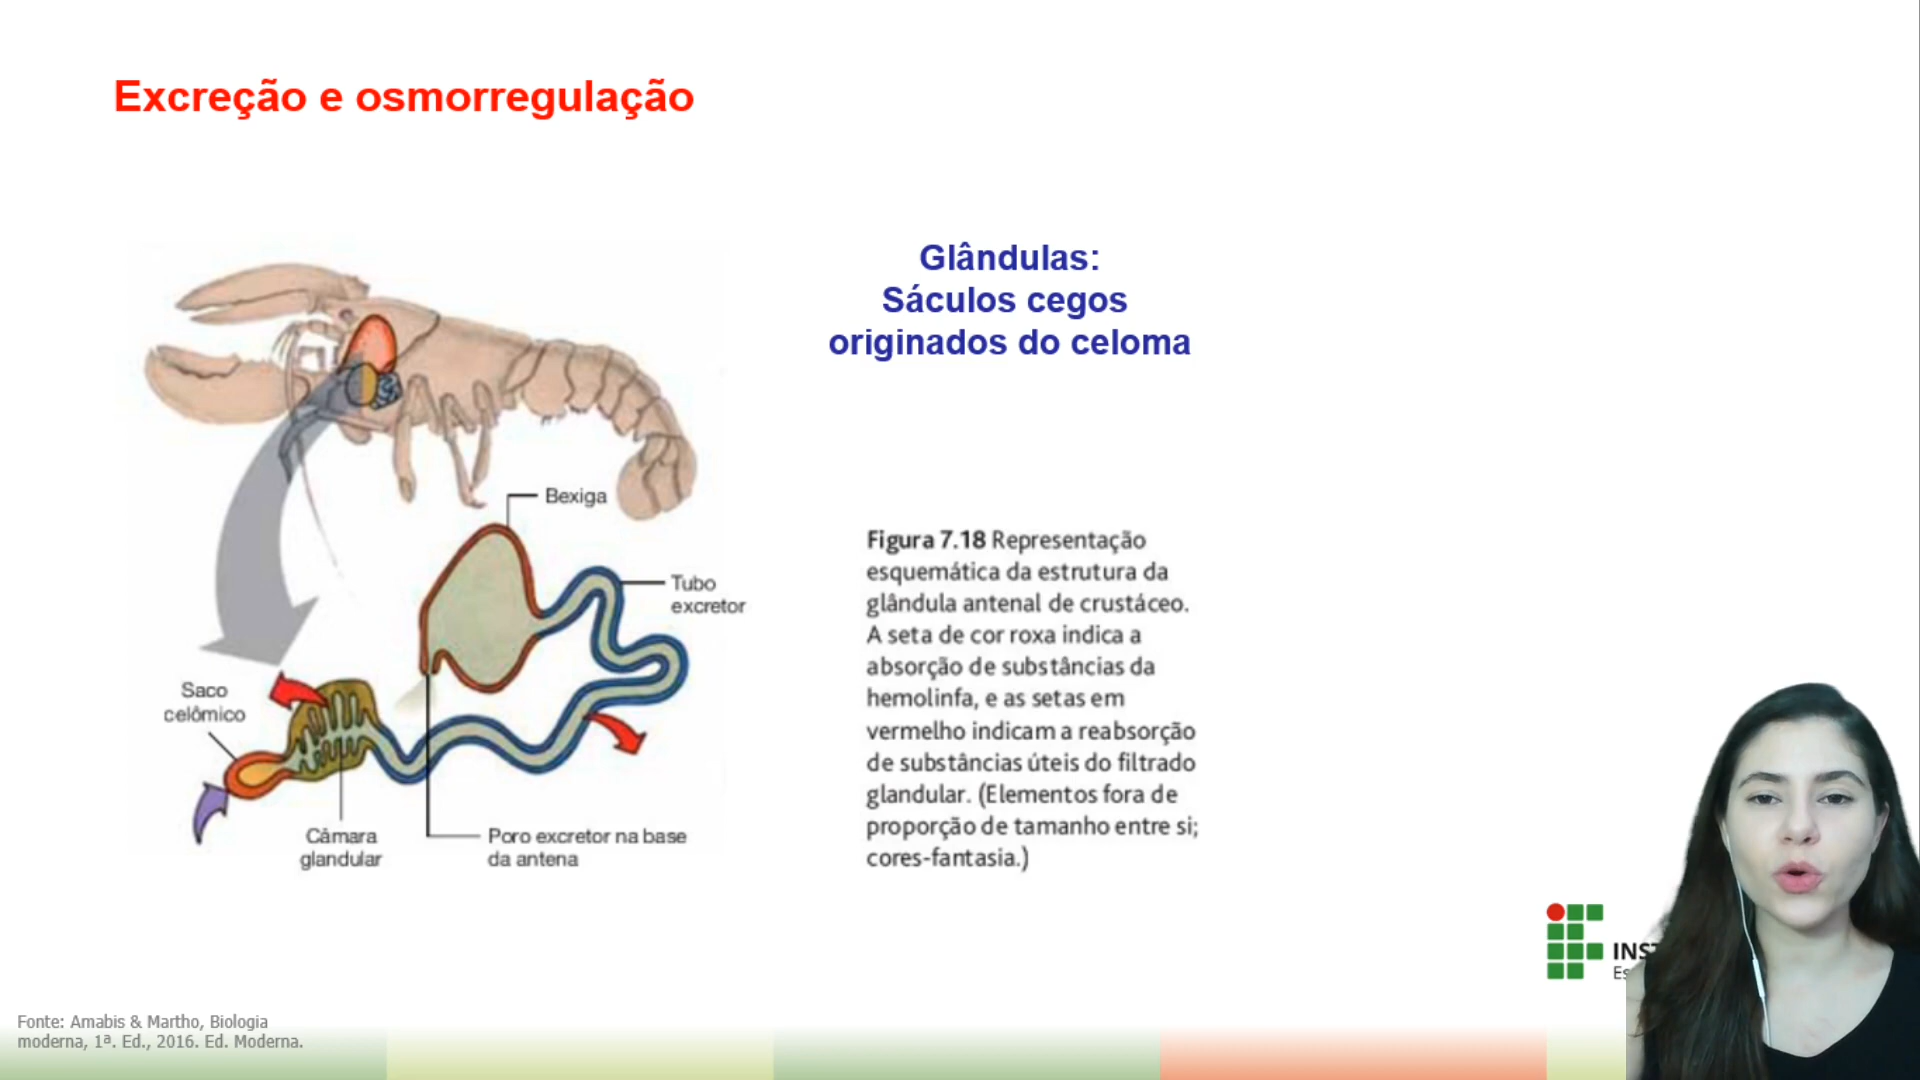 Excreção e osmorregulação
Glândulas:
Sáculos cegos
originados do celoma
Bexiga
Tubo
excretor
Saco
celômico
Câmara
glandular
Poro excretor na base
da antena
Figura 7.18 Representação
esquemática da estrutura da
glândula antenal de crustáceo.
A seta de cor roxa indica a
absorção de substâncias da
hemolinfa, e as setas em
vermelho indicam a reabsorção
de substâncias úteis do filtrado
glandular. (Elementos fora de
proporção de tamanho entre si;
cores-fantasia.)
Fonte: Amabis & Martho, Biologia
moderna, 1ª. Ed., 2016. Ed. Moderna.